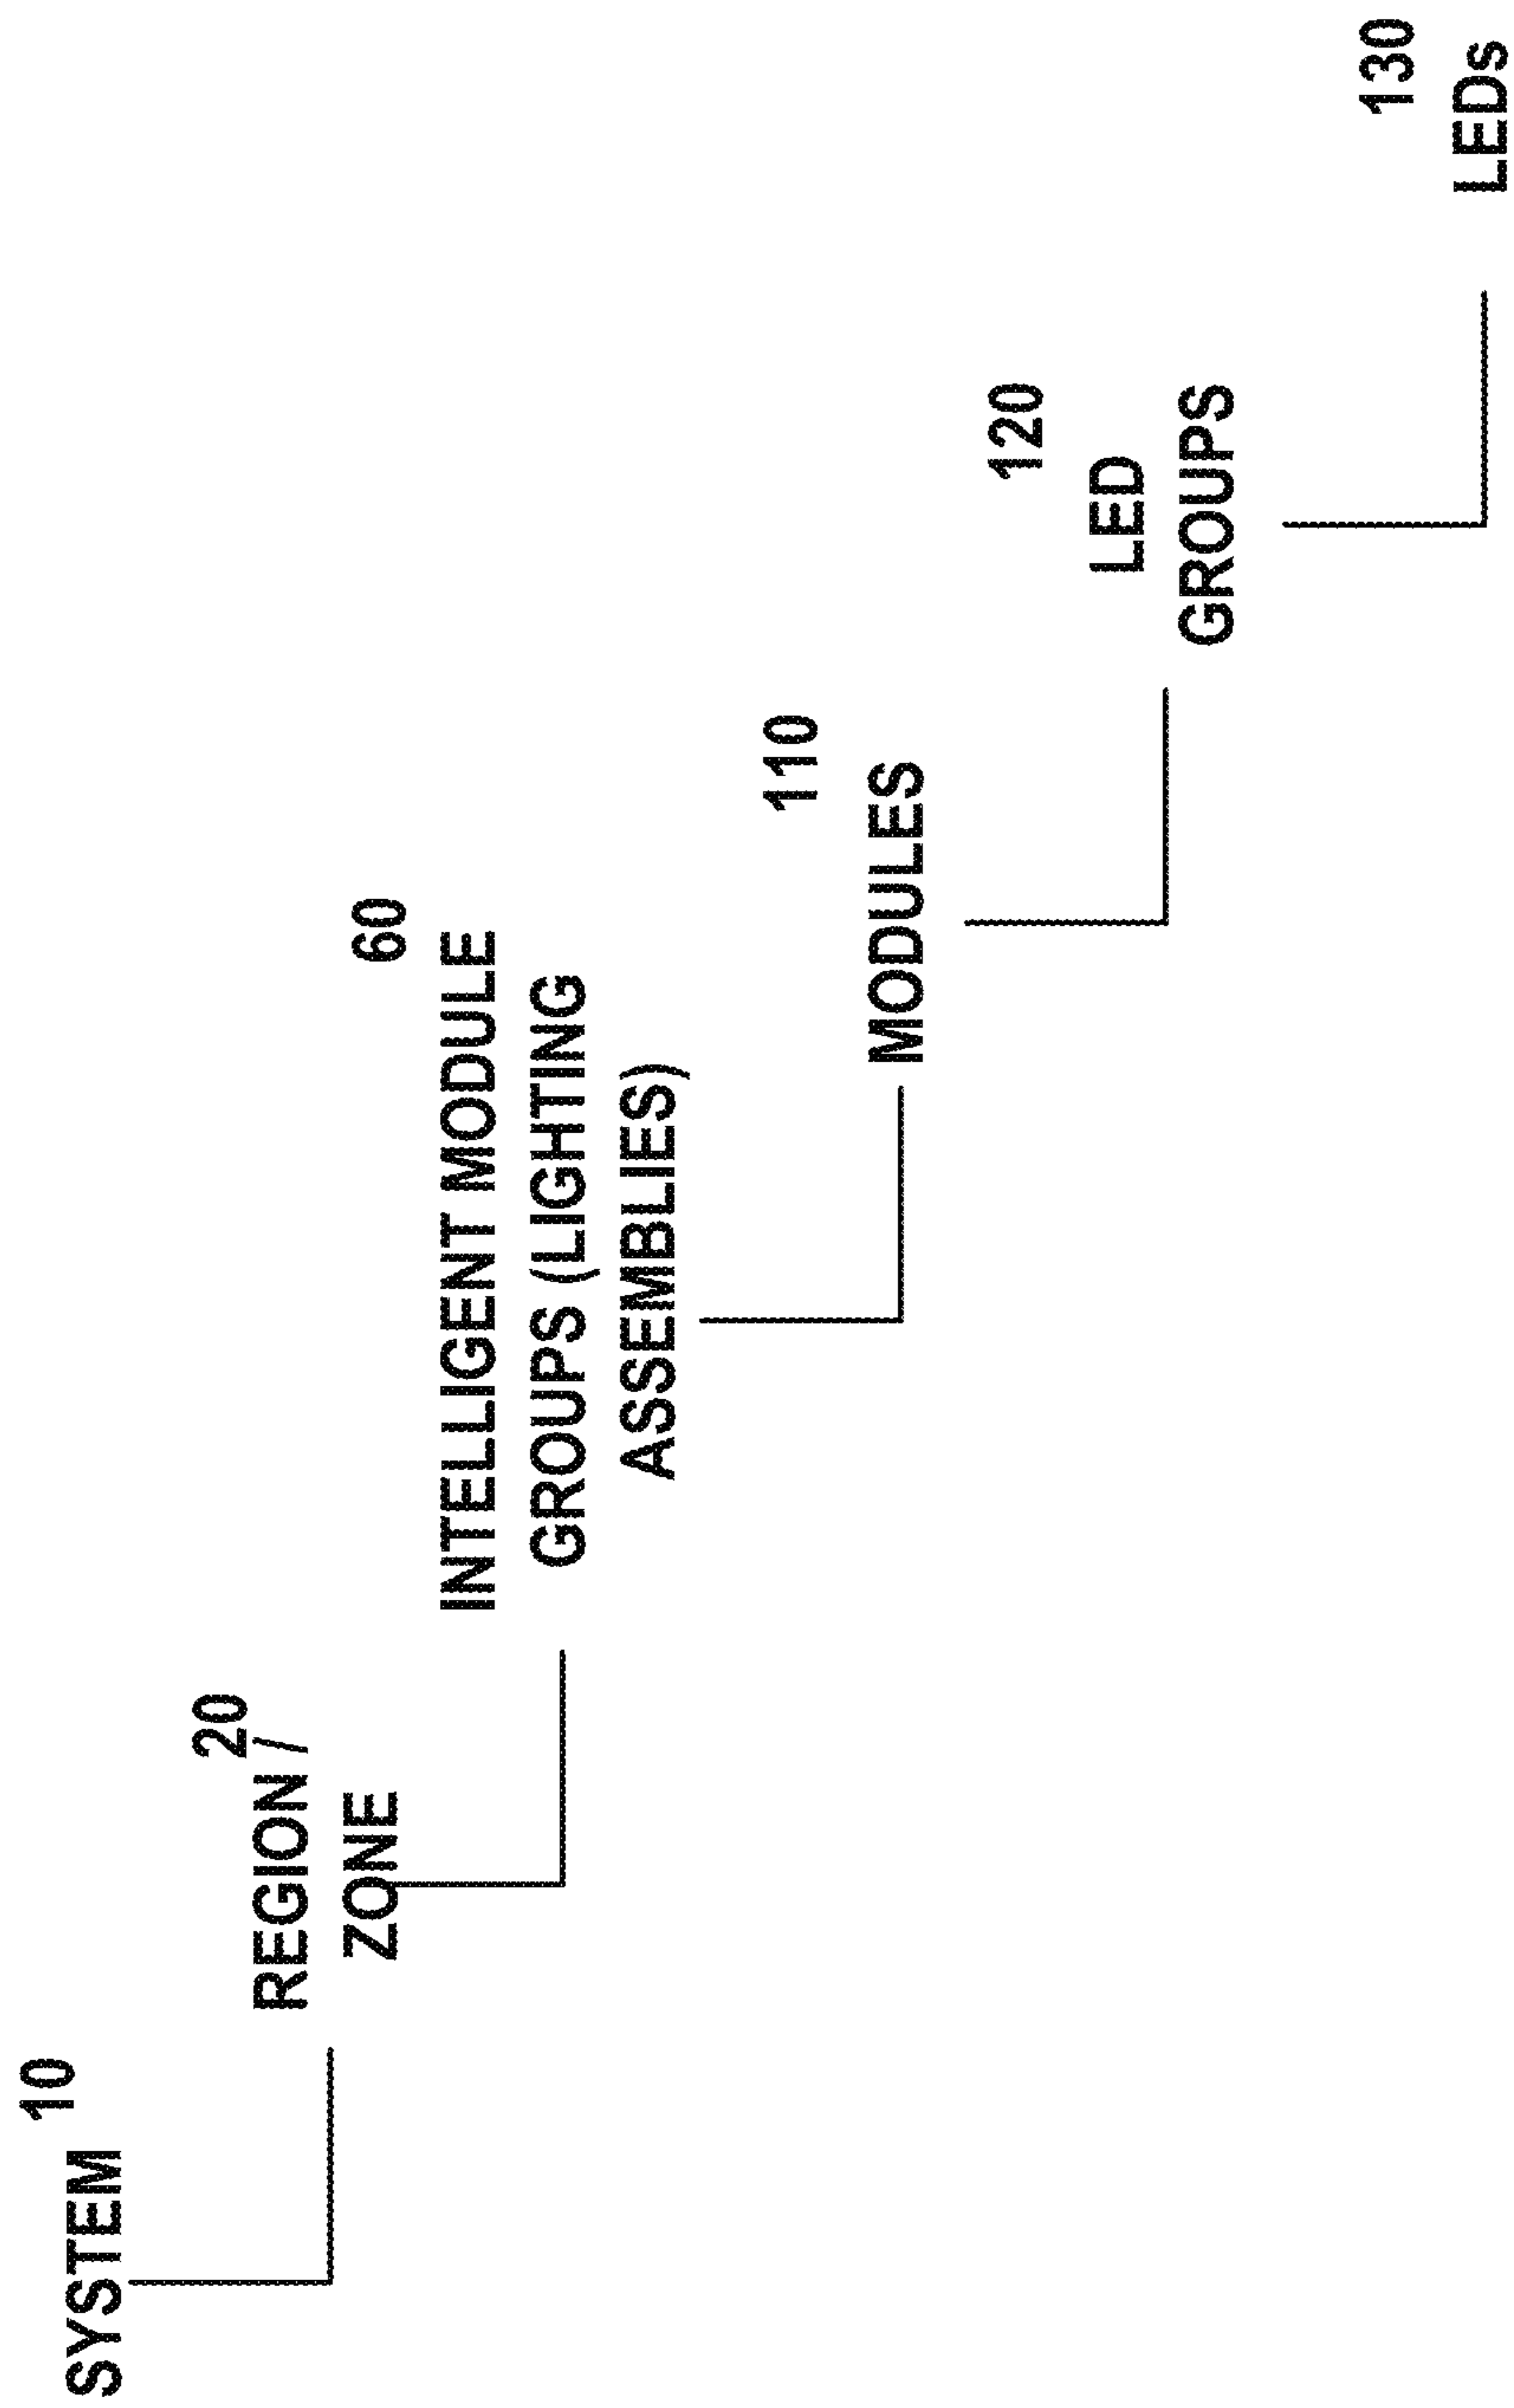 10
SYSTEM
20
REGION /
ZONE
60
INTELLIGENT MODULE
GROUPS (LIGHTING
ASSEMBLIES)
110
MODULES
120
LED
GROUPS
130
LEDs